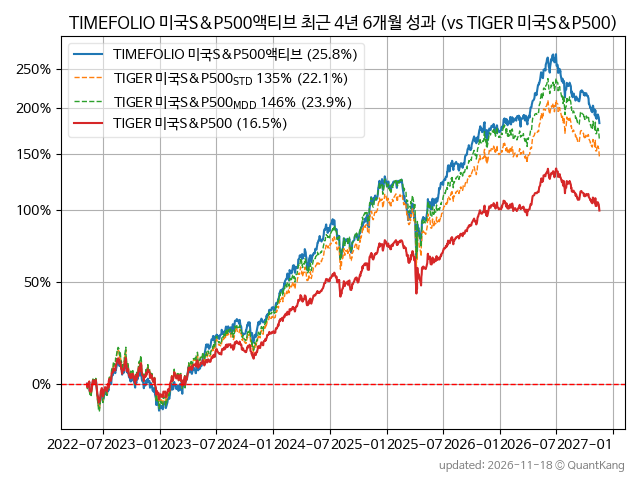 TIMEFOLIO 미국S&P500액티브 최근 4년 6개월 성과 (vs TIGER 미국S&P500)
TIMEFOLIO 미국S&P500액티브 (25.8%)
TIGER 미국S&P500STD 135% (22.1%)
TIGER 미국S&P500MDD 146% (23.9%)
TIGER 미국S&P500 (16.5%)
250%
200%
150%
100%
50%
0%
2022-07 2023-01 2023-07 2024-01 2024-07 2025-01 2025-07 2026-01 2026-07 2027-01
updated: 2026-11-18 © QuantKang